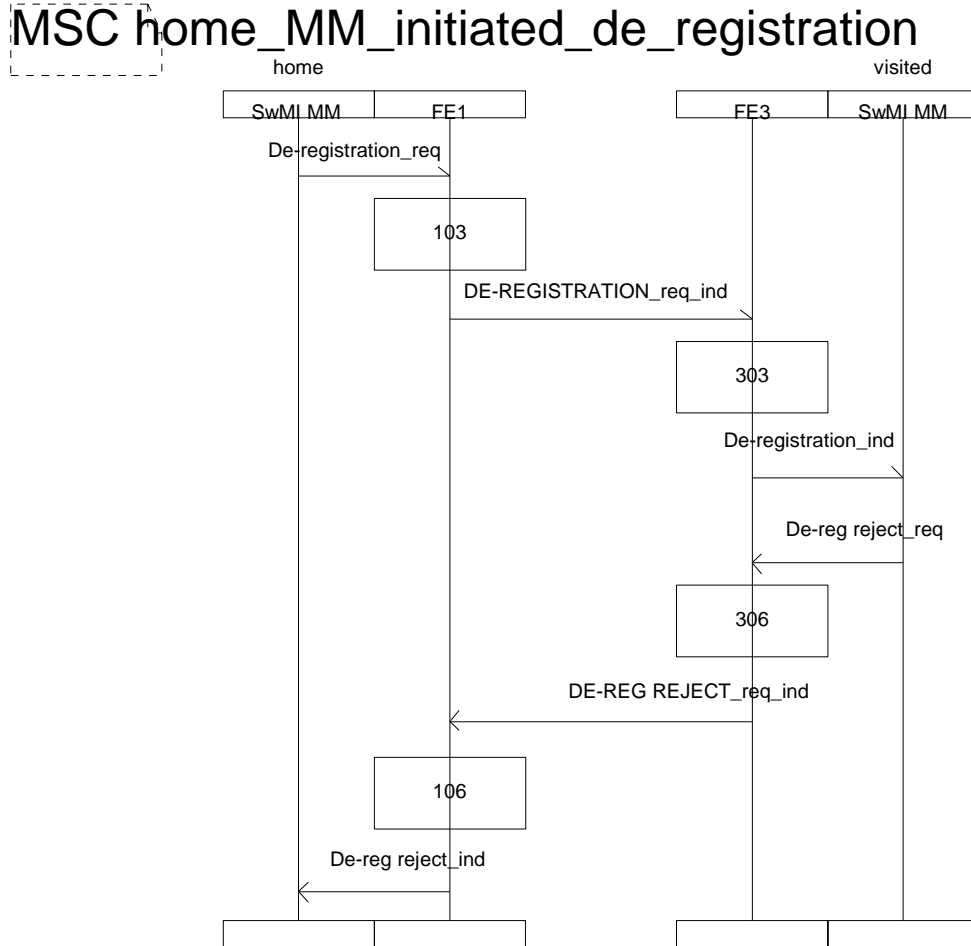 MSC home_MM_initiated_de_registration
home visited
SwMI MM FE1 FE3 SwMI MM
De-registration_req
103
DE-REGISTRATION_req_ind
303
De-registration_ind
De-reg reject_req
306
DE-REG REJECT_req_ind
106
De-reg reject_ind